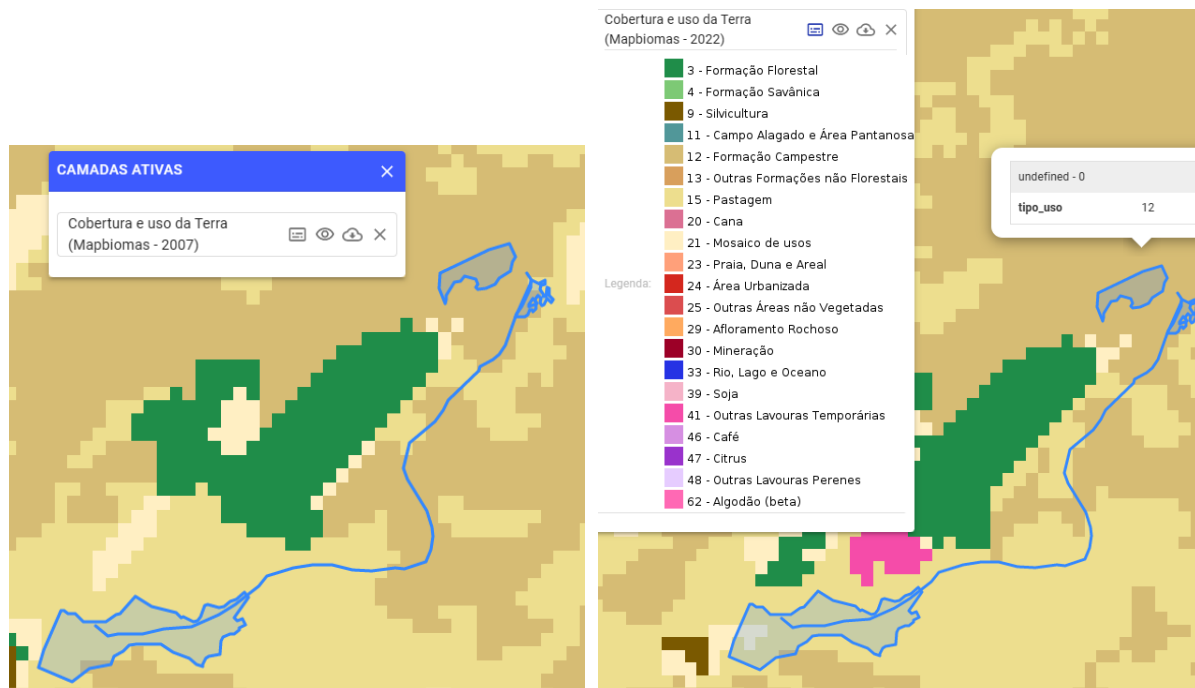 CAMADAS ATIVAS
Cobertura e uso da Terra
(Mapbiomas - 2007)
Cobertura e uso da Terra
(Mapbiomas - 2022)
Legenda:
3 - Formação Florestal
4 - Formação Savânica
9 - Silvicultura
11 - Campo Alagado e Área Pantanosa
12 - Formação Campestre
13 - Outras Formações não Florestais
15 - Pastagem
20 - Cana
21 - Mosaico de usos
23 - Praia, Duna e Areal
24 - Área Urbanizada
25 - Outras Áreas não Vegetadas
29 - Afloramento Rochoso
30 - Mineração
33 - Rio, Lago e Oceano
39 - Soja
41 - Outras Lavouras Temporárias
46 - Café
47 - Citrus
48 - Outras Lavouras Perenes
62 - Algodão (beta)
undefined - 0
tipo_uso 12